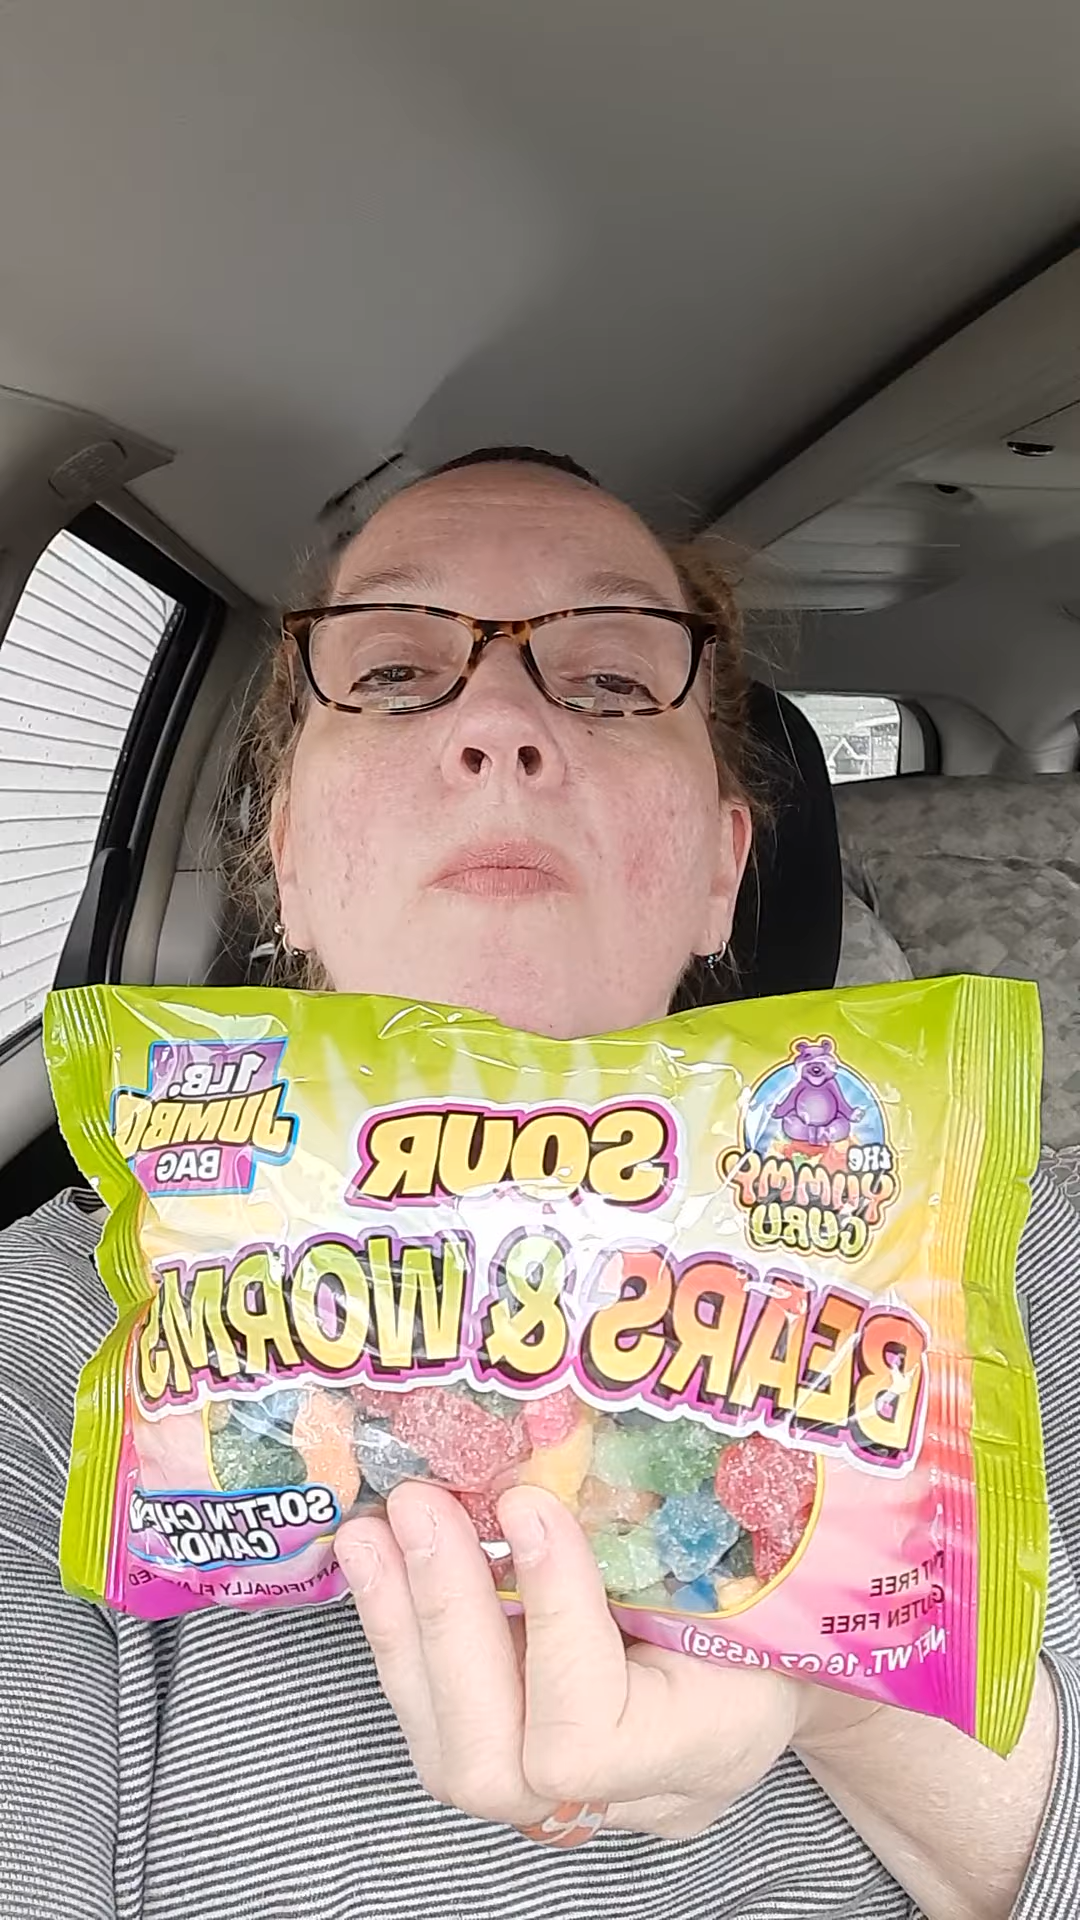 THE
YUMMY
GURU
1LB.
JUMBO
BAG
SOUR
BEARS & WORMS
SOFT'N CHEWY
CANDY
ARTIFICIALLY
FREE
GLUTEN FREE
NET WT. 16 OZ (453g)